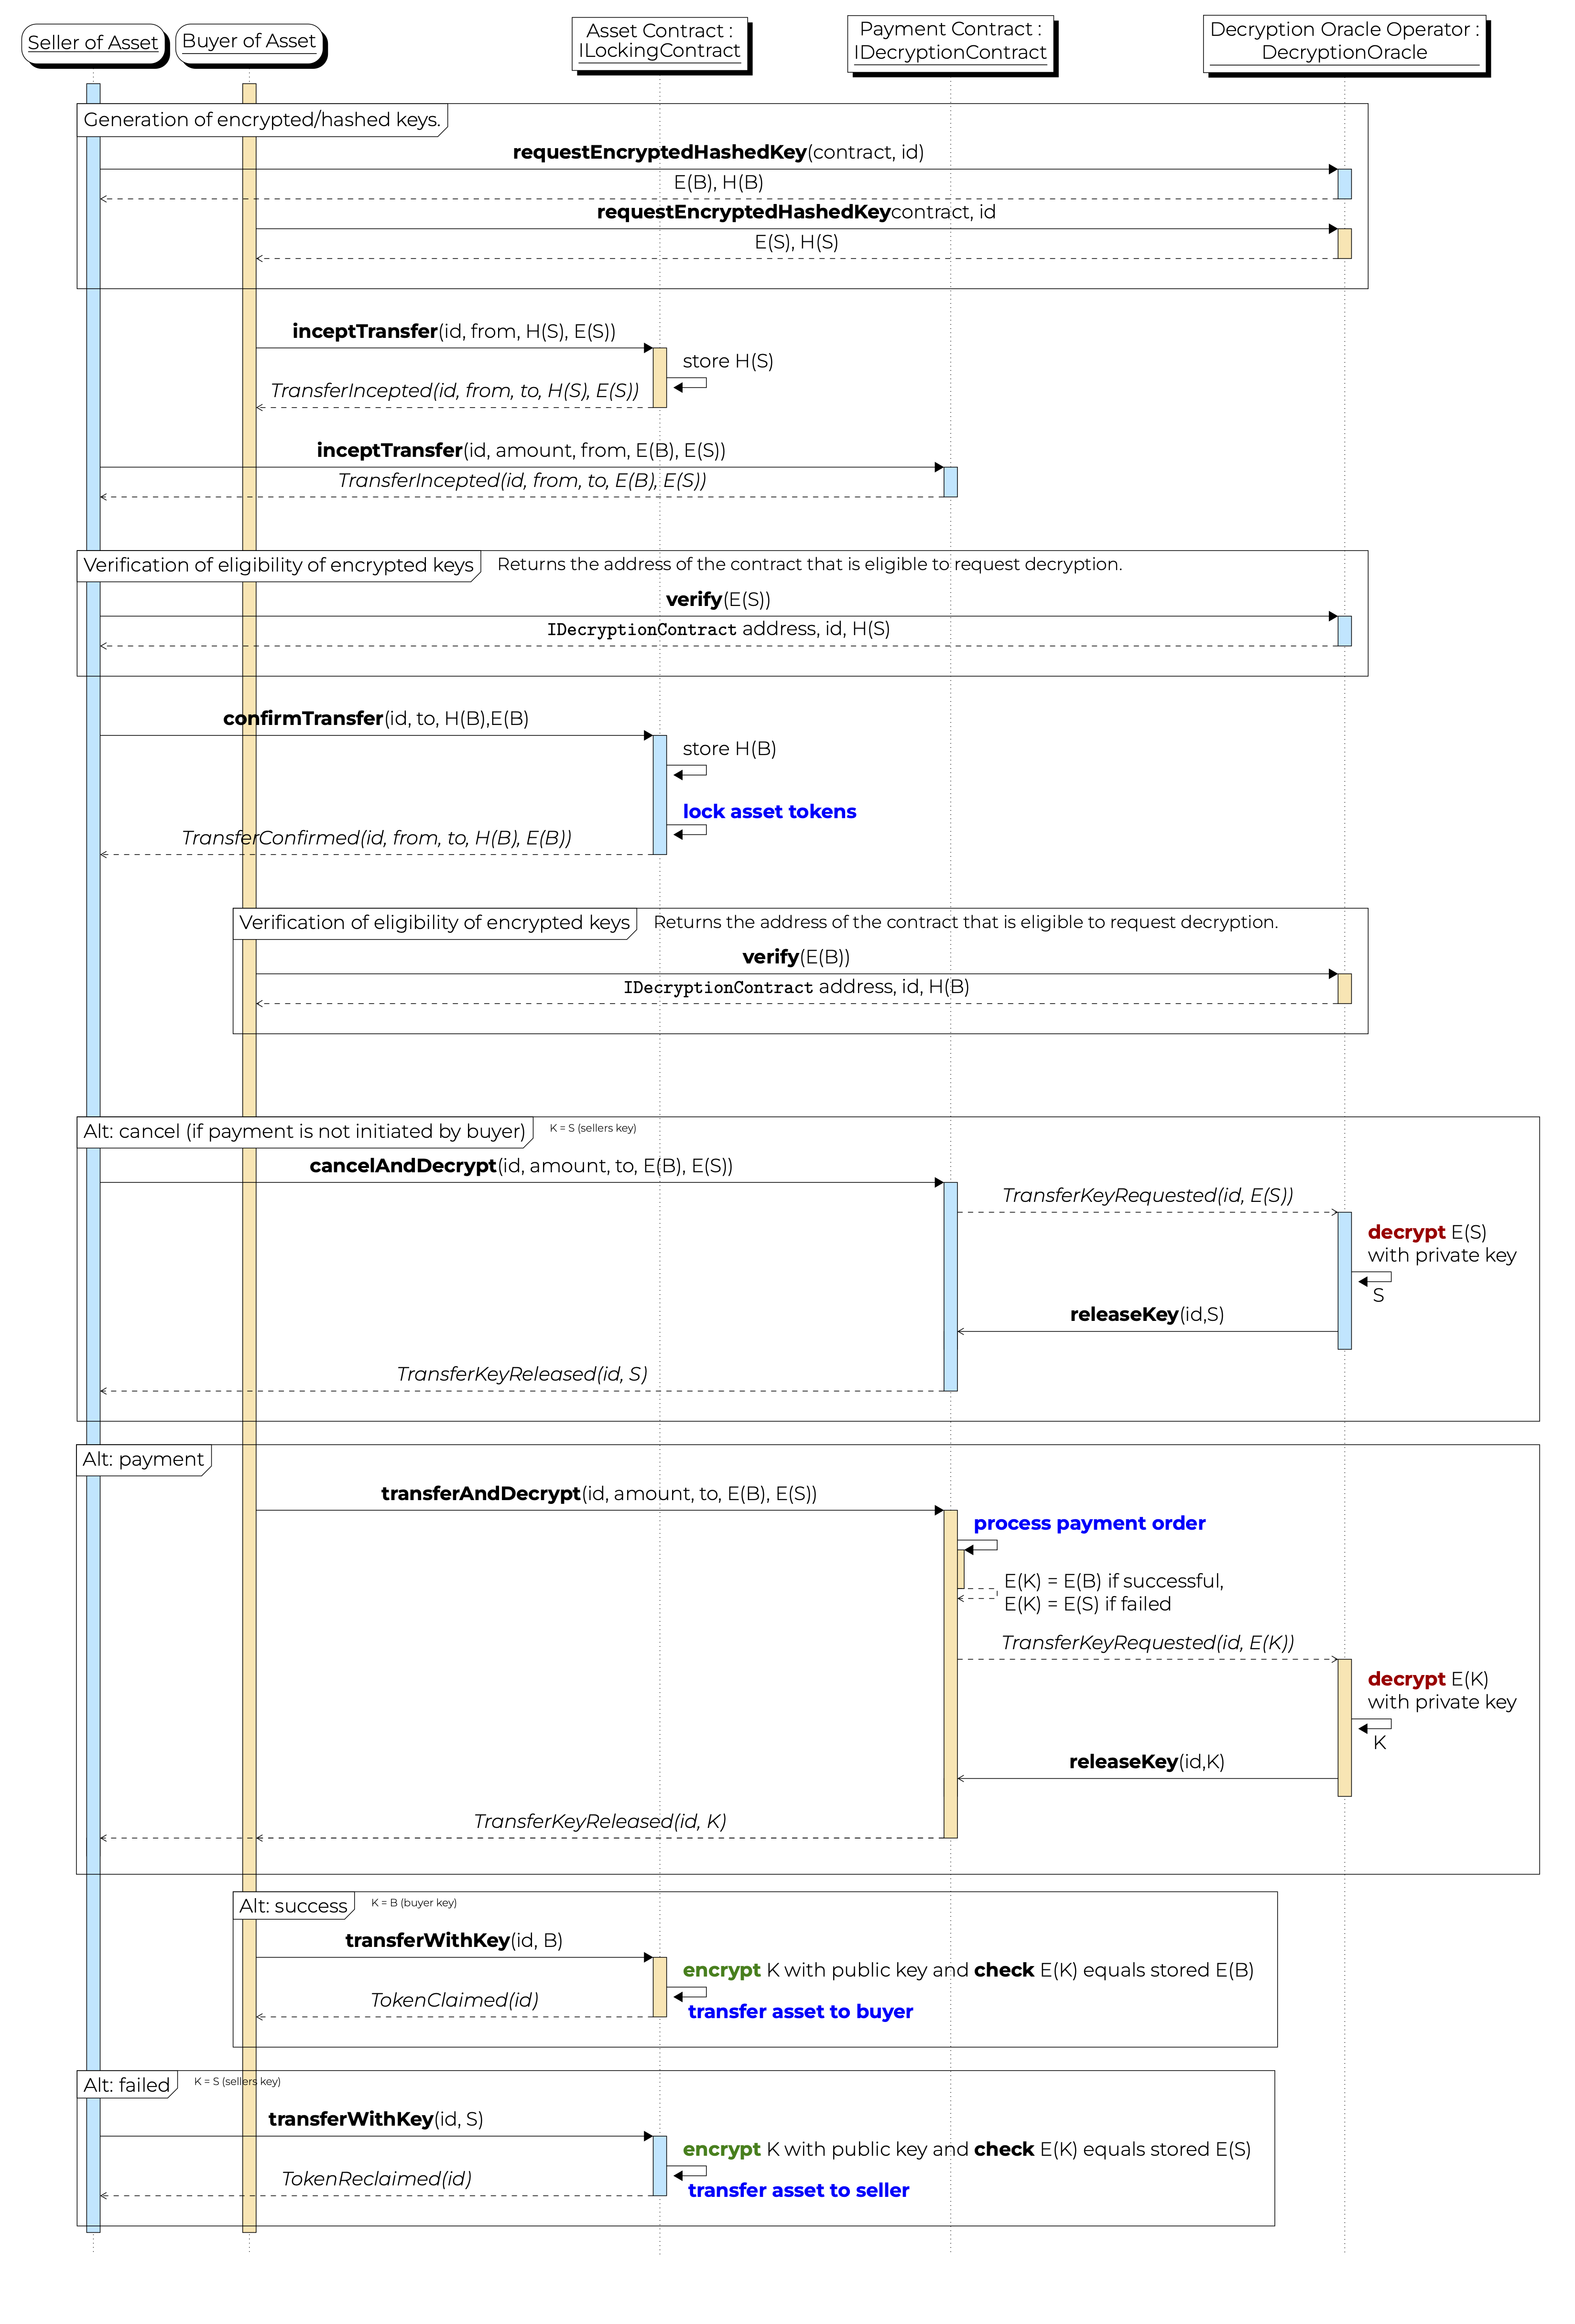 Seller of Asset
Buyer of Asset
Asset Contract :
ILockingContract
Payment Contract :
IDecryptionContract
Decryption Oracle Operator :
DecryptionOracle
Generation of encrypted/hashed keys.
requestEncryptedHashedKey(contract, id)
E(B), H(B)
requestEncryptedHashedKeycontract, id
E(S), H(S)
inceptTransfer(id, from, H(S), E(S))
store H(S)
TransferIncepted(id, from, to, H(S), E(S))
inceptTransfer(id, amount, from, E(B), E(S))
TransferIncepted(id, from, to, E(B), E(S))
Verification of eligibility of encrypted keys
Returns the address of the contract that is eligible to request decryption.
verify(E(S))
IDecryptionContract address, id, H(S)
confirmTransfer(id, to, H(B),E(B)
store H(B)
lock asset tokens
TransferConfirmed(id, from, to, H(B), E(B))
Verification of eligibility of encrypted keys
Returns the address of the contract that is eligible to request decryption.
verify(E(B))
IDecryptionContract address, id, H(B)
Alt: cancel (if payment is not initiated by buyer)
K = S (sellers key)
cancelAndDecrypt(id, amount, to, E(B), E(S))
TransferKeyRequested(id, E(S))
decrypt E(S)
with private key
S
releaseKey(id,S)
TransferKeyReleased(id, S)
Alt: payment
transferAndDecrypt(id, amount, to, E(B), E(S))
process payment order
E(K) = E(B) if successful,
E(K) = E(S) if failed
TransferKeyRequested(id, E(K))
decrypt E(K)
with private key
K
releaseKey(id,K)
TransferKeyReleased(id, K)
Alt: success
K = B (buyer key)
transferWithKey(id, B)
encrypt K with public key and check E(K) equals stored E(B)
TokenClaimed(id)
transfer asset to buyer
Alt: failed
K = S (sellers key)
transferWithKey(id, S)
encrypt K with public key and check E(K) equals stored E(S)
TokenReclaimed(id)
transfer asset to seller